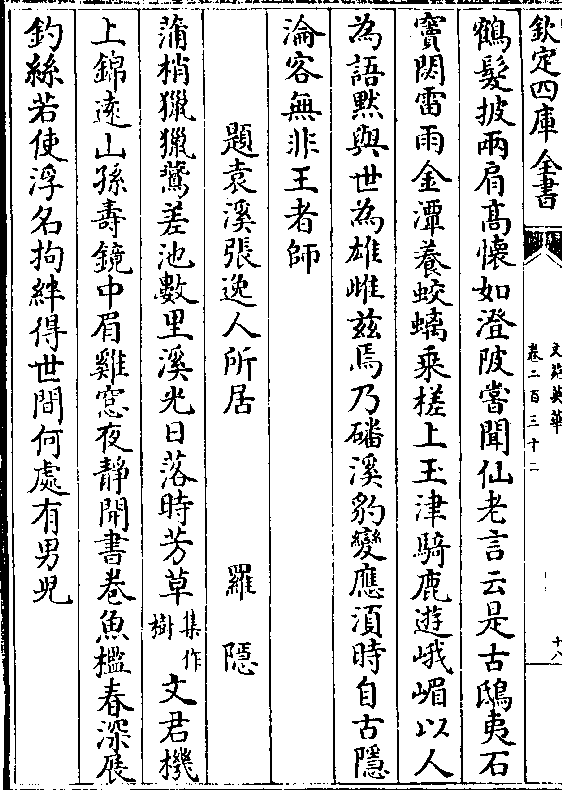 欽定四庫全書
文苑英華
卷二百三十二
十八
鶴髮披兩肩高懷如澄陂嘗聞仙老言云是古鴟夷石
竇閟雷雨金潭養蛟螭乘槎上玉津騎鹿遊峨嵋以人
為語黙與世為雄雌茲焉乃磻溪豹變應須時自古隱
淪客無非王者師
題袁溪張逸人所居　羅隱
蒲梢獵獵鷰差池數里溪光日落時芳草集作樹文君機
上錦逺山孫壽鏡中眉雞窻夜靜開書卷魚檻春深展
釣絲若使浮名拘絆得世間何處有男兒